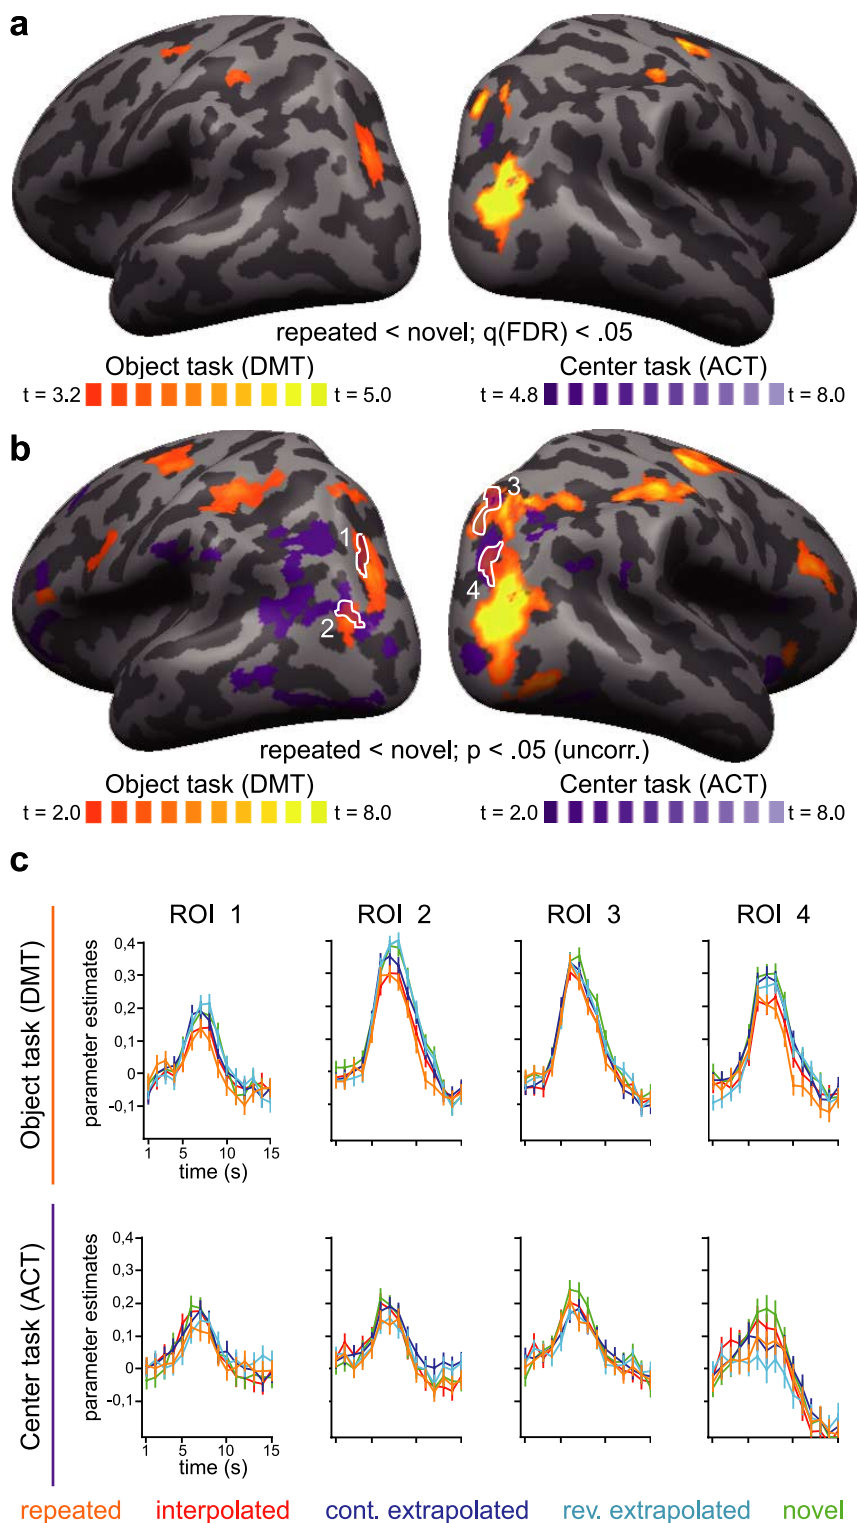 a
repeated < novel; q(FDR) < .05
Object task (DMT)
Center task (ACT)
t = 3.2
t = 5.0
t = 4.8
t = 8.0
b
1
2
3
4
repeated < novel; p < .05 (uncorr.)
Object task (DMT)
Center task (ACT)
t = 2.0
t = 8.0
t = 2.0
t = 8.0
c
ROI 1
ROI 2
ROI 3
ROI 4
Object task (DMT)
parameter estimates
0,4
0,3
0,2
0,1
0
-0,1
1
5
10
15
time (s)
Center task (ACT)
parameter estimates
0,4
0,3
0,2
0,1
0
-0,1
1
5
10
15
time (s)
repeated interpolated cont. extrapolated rev. extrapolated novel